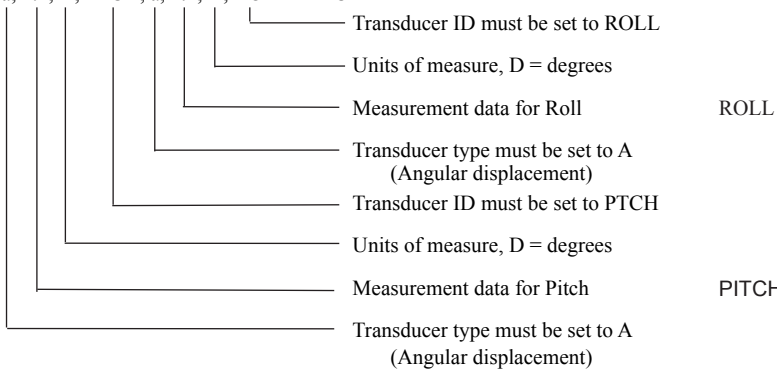 Transducer ID must be set to ROLL
Units of measure, D = degrees
Measurement data for Roll ROLL
Transducer type must be set to A
(Angular displacement)
Transducer ID must be set to PTCH
Units of measure, D = degrees
Measurement data for Pitch PITCH
Transducer type must be set to A
(Angular displacement)